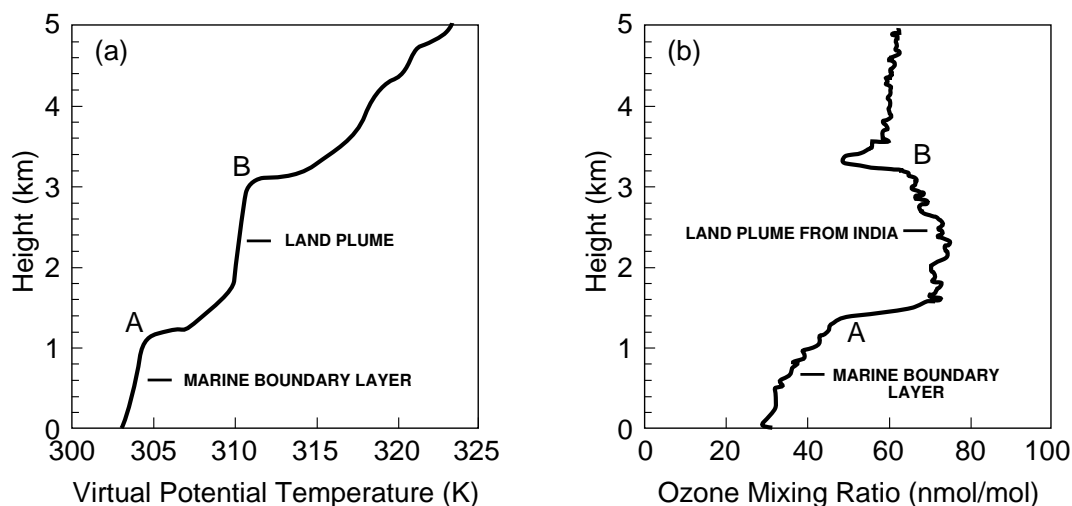 (a)
5
4
3
2
1
0
Height (km)
B
LAND PLUME
A
MARINE BOUNDARY LAYER
300 305 310 315 320 325
Virtual Potential Temperature (K)
(b)
5
4
3
2
1
0
Height (km)
B
LAND PLUME FROM INDIA
A
MARINE BOUNDARY
LAYER
0 20 40 60 80 100
Ozone Mixing Ratio (nmol/mol)